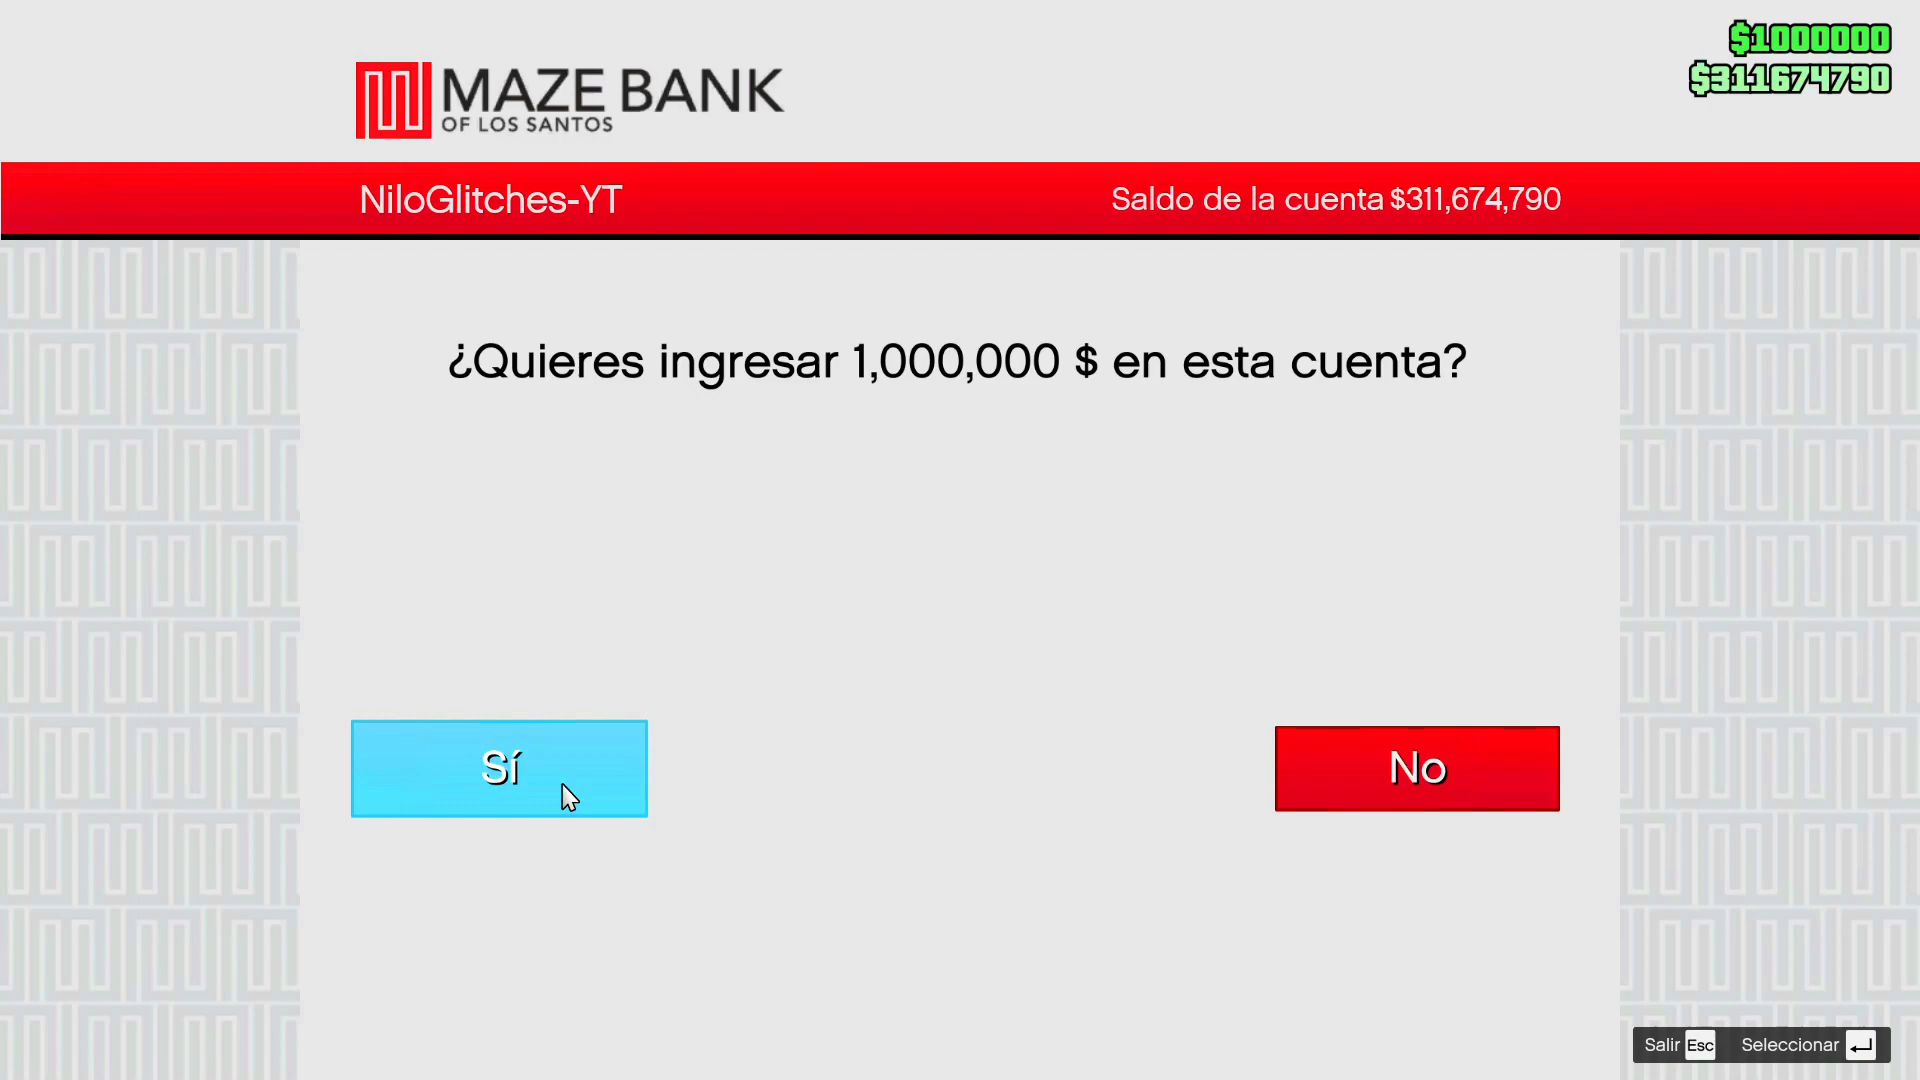 $1000000
$311674790
MAZE BANK
OF LOS SANTOS
NiloGlitches-YT
Saldo de la cuenta $311,674,790
¿Quieres ingresar 1,000,000 $ en esta cuenta?
Sí
No
Salir Esc Seleccionar